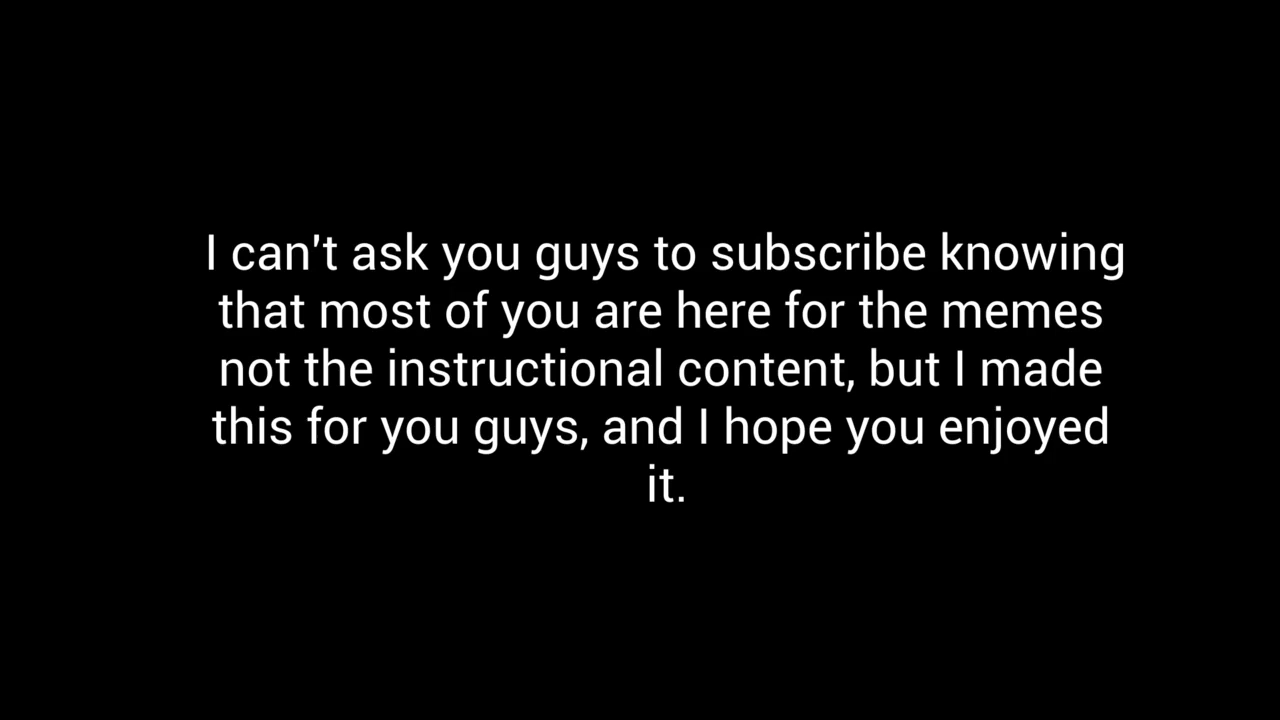 I can't ask you guys to subscribe knowing
that most of you are here for the memes
not the instructional content, but I made
this for you guys, and I hope you enjoyed
it.